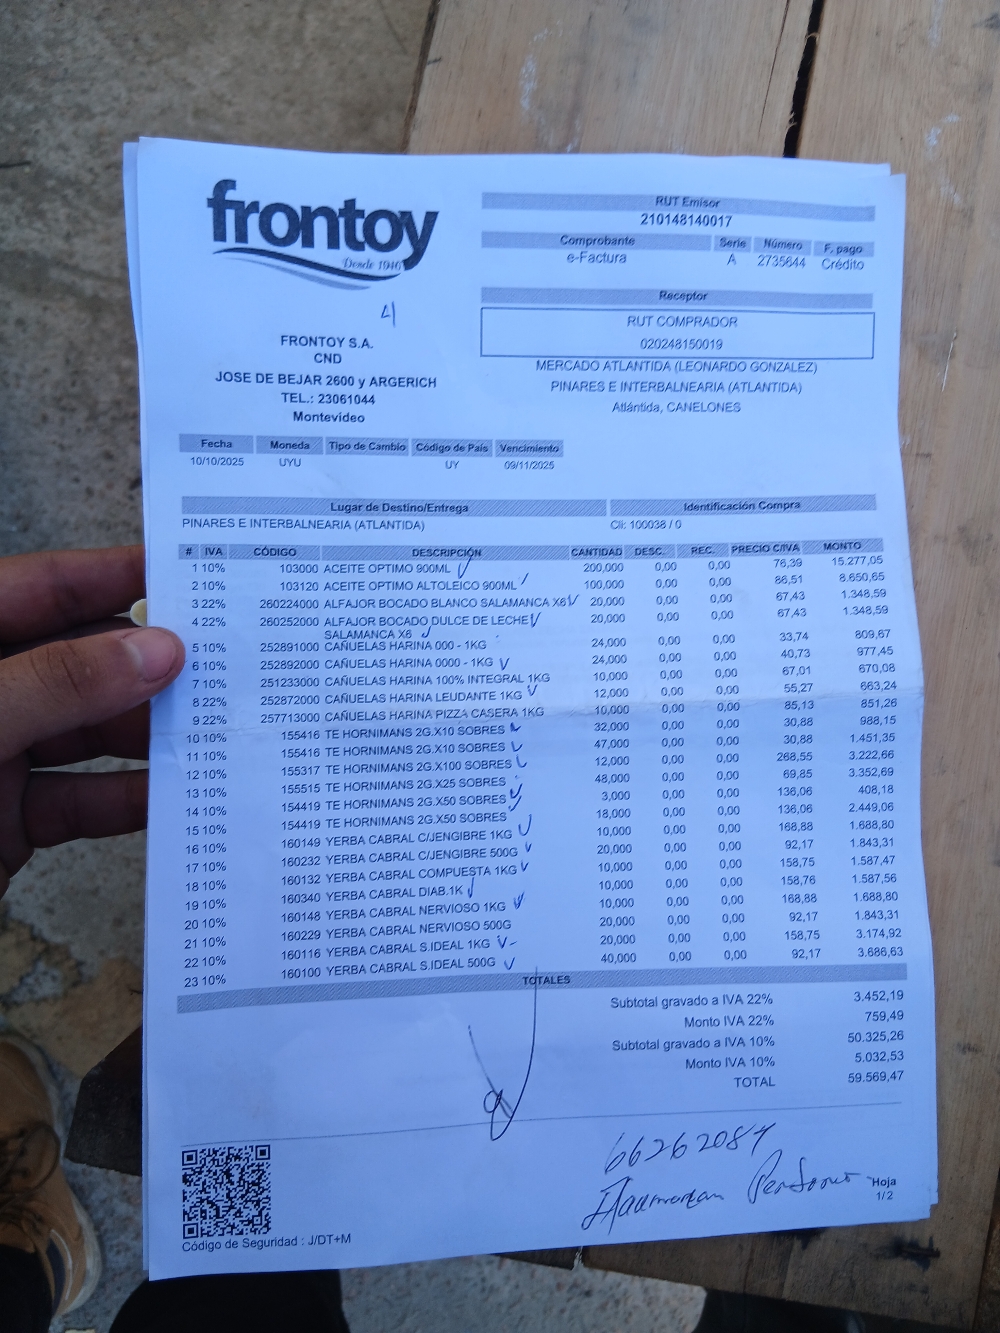 frontoy
Desde 1946
4
FRONTOY S.A.
CND
JOSE DE BEJAR 2600 y ARGERICH
TEL.: 23061044
Montevideo
RUT Emisor
210148140017
Comprobante Serie Número F. pago
e-Factura A 2735644 Crédito
Receptor
RUT COMPRADOR
020248150019
MERCADO ATLANTIDA (LEONARDO GONZALEZ)
PINARES E INTERBALNEARIA (ATLANTIDA)
Atlántida, CANELONES
Fecha Moneda Tipo de Cambio Código de País Vencimiento
10/10/2025 UYU UY 09/11/2025
Lugar de Destino/Entrega Identificación Compra
PINARES E INTERBALNEARIA (ATLANTIDA) Cli: 100038 / 0
# IVA CÓDIGO DESCRIPCIÓN CANTIDAD DESC. REC. PRECIO C/IVA MONTO
1 10% 103000 ACEITE OPTIMO 900ML 200,000 0,00 0,00 76,39 15.277,05
2 10% 103120 ACEITE OPTIMO ALTOLEICO 900ML 100,000 0,00 0,00 86,51 8.650,65
3 22% 260224000 ALFAJOR BOCADO BLANCO SALAMANCA X6 20,000 0,00 0,00 67,43 1.348,59
4 22% 260252000 ALFAJOR BOCADO DULCE DE LECHE 20,000 0,00 0,00 67,43 1.348,59
SALAMANCA X6
5 10% 252891000 CAÑUELAS HARINA 000 - 1KG 24,000 0,00 0,00 33,74 809,67
6 10% 252892000 CAÑUELAS HARINA 0000 - 1KG 24,000 0,00 0,00 40,73 977,45
7 10% 251233000 CAÑUELAS HARINA 100% INTEGRAL 1KG 10,000 0,00 0,00 67,01 670,08
8 22% 252872000 CAÑUELAS HARINA LEUDANTE 1KG 12,000 0,00 0,00 55,27 663,24
9 22% 257713000 CAÑUELAS HARINA PIZZA CASERA 1KG 10,000 0,00 0,00 85,13 851,26
10 10% 155416 TE HORNIMANS 2G.X10 SOBRES 32,000 0,00 0,00 30,88 988,15
11 10% 155416 TE HORNIMANS 2G.X10 SOBRES 47,000 0,00 0,00 30,88 1.451,35
12 10% 155317 TE HORNIMANS 2G.X100 SOBRES 12,000 0,00 0,00 268,55 3.222,66
13 10% 155515 TE HORNIMANS 2G.X25 SOBRES 48,000 0,00 0,00 69,85 3.352,69
14 10% 154419 TE HORNIMANS 2G.X50 SOBRES 3,000 0,00 0,00 136,06 408,18
15 10% 154419 TE HORNIMANS 2G.X50 SOBRES 18,000 0,00 0,00 136,06 2.449,06
16 10% 160149 YERBA CABRAL C/JENGIBRE 1KG 10,000 0,00 0,00 168,88 1.688,80
17 10% 160232 YERBA CABRAL C/JENGIBRE 500G 20,000 0,00 0,00 92,17 1.843,31
18 10% 160132 YERBA CABRAL COMPUESTA 1KG 10,000 0,00 0,00 158,75 1.587,47
19 10% 160340 YERBA CABRAL DIAB.1K 10,000 0,00 0,00 158,76 1.587,56
20 10% 160148 YERBA CABRAL NERVIOSO 1KG 10,000 0,00 0,00 168,88 1.688,80
21 10% 160229 YERBA CABRAL NERVIOSO 500G 20,000 0,00 0,00 92,17 1.843,31
22 10% 160116 YERBA CABRAL S.IDEAL 1KG 20,000 0,00 0,00 158,75 3.174,92
23 10% 160100 YERBA CABRAL S.IDEAL 500G 40,000 0,00 0,00 92,17 3.686,63
TOTALES
Subtotal gravado a IVA 22% 3.452,19
Monto IVA 22% 759,49
Subtotal gravado a IVA 10% 50.325,26
Monto IVA 10% 5.032,53
TOTAL 59.569,47
66262084
Hoja
1/2
Código de Seguridad : J/DT+M